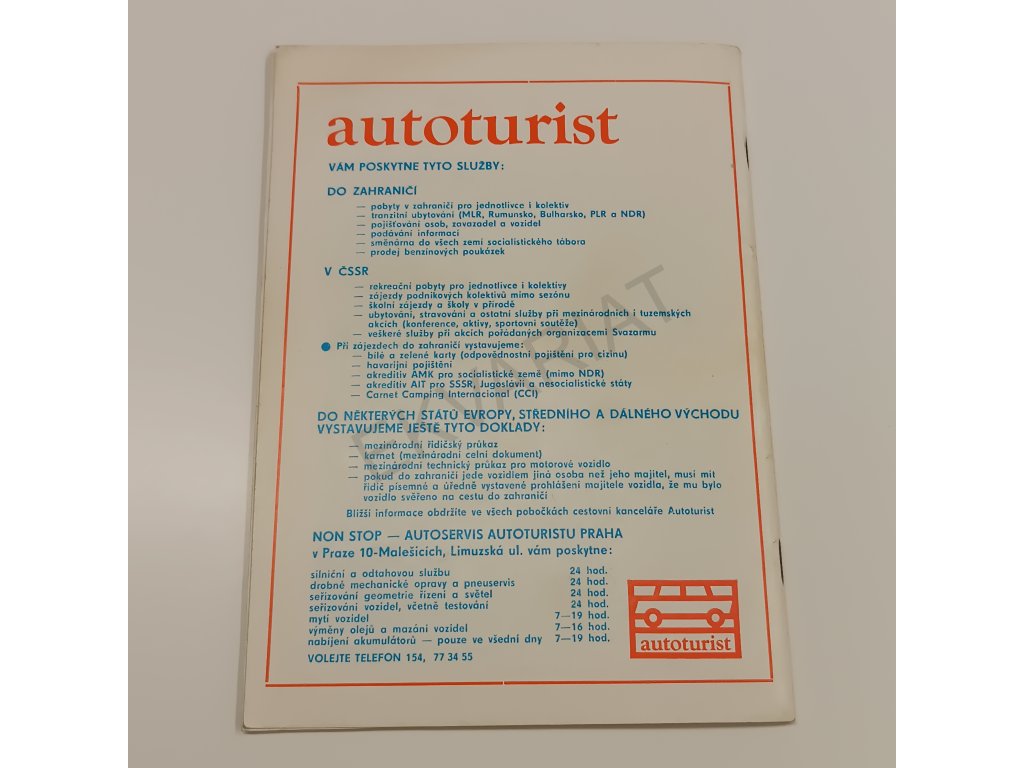 autoturist
VÁM POSKYTNE TYTO SLUŽBY:
DO ZAHRANIČÍ
— pobyty v zahraničí pro jednotlivce i kolektiv
— tranzitní ubytování (MLR, Rumunsko, Bulharsko, PLR a NDR)
— pojišťování osob, zavazadel a vozidel
— podávání informací
— směnárna do všech zemí socialistického tábora
— prodej benzinových poukázek
V ČSSR
— rekreační pobyty pro jednotlivce i kolektivy
— zájezdy podnikových kolektivů mimo sezónu
— školní zájezdy a školy v přírodě
— ubytování, stravování a ostatní služby při mezinárodních i tuzemských
akcích (konference, aktivy, sportovní soutěže)
— veškeré služby při akcích pořádaných organizacemi Svazarmu
● Při zájezdech do zahraničí vystavujeme:
— bílé a zelené karty (odpovědnostní pojištění pro cizinu)
— havarijní pojištění
— akreditiv AMK pro socialistické země (mimo NDR)
— akreditiv AIT pro SSSR, Jugoslávii a nesocialistické státy
— Carnet Camping Internacional (CCI)
DO NĚKTERÝCH STÁTŮ EVROPY, STŘEDNÍHO A DÁLNÉHO VÝCHODU
VYSTAVUJEME JEŠTĚ TYTO DOKLADY:
— mezinárodní řidičský průkaz
— karnet (mezinárodní celní dokument)
— mezinárodní technický průkaz pro motorové vozidlo
— pokud do zahraničí jede vozidlem jiná osoba než jeho majitel, musí mít
řidič písemné a úředně vystavené prohlášení majitele vozidla, že mu bylo
vozidlo svěřeno na cestu do zahraničí
Bližší informace obdržíte ve všech pobočkách cestovní kanceláře Autoturist
NON STOP — AUTOSERVIS AUTOTURISTU PRAHA
v Praze 10-Malešicích, Limuzská ul. vám poskytne:
silniční a odtahovou službu 24 hod.
drobné mechanické opravy a pneuservis 24 hod.
seřizování geometrie řízení a světel 24 hod.
seřizování vozidel, včetně testování 24 hod.
mytí vozidel 7—19 hod.
výměny olejů a mazání vozidel 7—16 hod.
nabíjení akumulátorů — pouze ve všední dny 7—19 hod.
VOLEJTE TELEFON 154, 77 34 55
autoturist
EKVARIAT